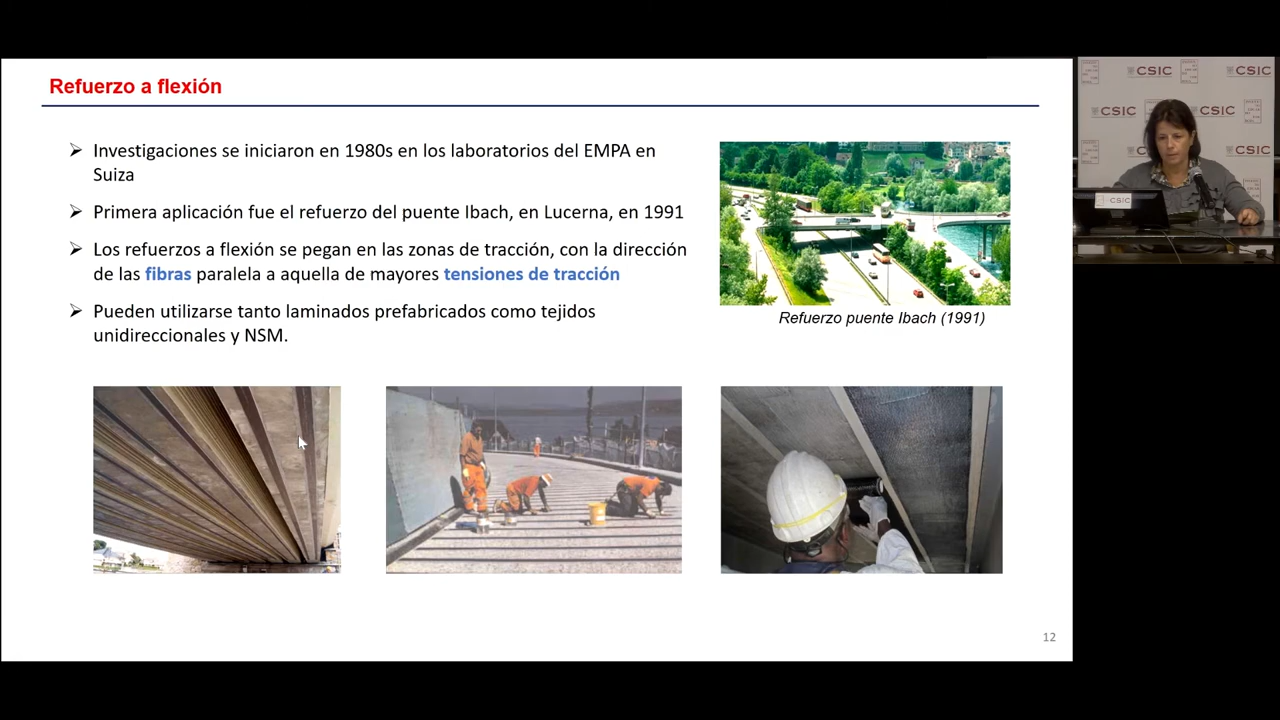 Refuerzo a flexión
Investigaciones se iniciaron en 1980s en los laboratorios del EMPA en
Suiza
Primera aplicación fue el refuerzo del puente Ibach, en Lucerna, en 1991
Los refuerzos a flexión se pegan en las zonas de tracción, con la dirección
de las fibras paralela a aquella de mayores tensiones de tracción
Pueden utilizarse tanto laminados prefabricados como tejidos
unidireccionales y NSM.
Refuerzo puente Ibach (1991)
12
CSIC
CSIC
CSIC
CSIC
CSIC
CSIC